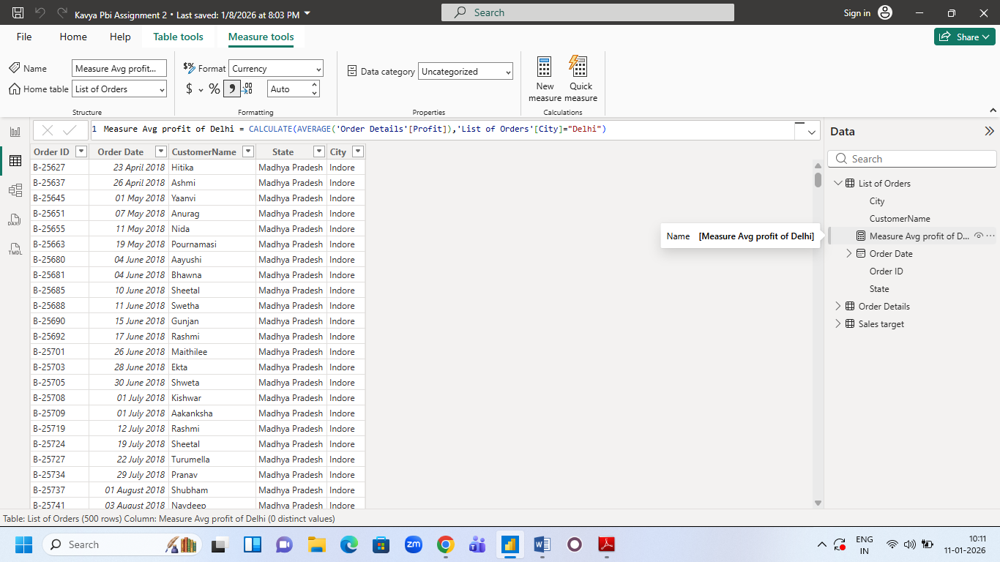 Kavya Pbi Assignment 2 • Last saved: 1/8/2026 at 8:03 PM
Search
Sign in
File Home Help Table tools Measure tools
Share
Name Measure Avg profit...
Home table List of Orders
Structure
$% Format Currency
$ % 9 Auto
Formatting
Data category Uncategorized
Properties
New measure
Quick measure
Calculations
1 Measure Avg profit of Delhi = CALCULATE(AVERAGE('Order Details'[Profit]),'List of Orders'[City]="Delhi")
Order ID Order Date CustomerName State City
B-25627 23 April 2018 Hitika Madhya Pradesh Indore
B-25637 26 April 2018 Ashmi Madhya Pradesh Indore
B-25645 01 May 2018 Yaanvi Madhya Pradesh Indore
B-25651 07 May 2018 Anurag Madhya Pradesh Indore
B-25655 11 May 2018 Nida Madhya Pradesh Indore
B-25663 19 May 2018 Pournamasi Madhya Pradesh Indore
B-25680 04 June 2018 Aayushi Madhya Pradesh Indore
B-25681 04 June 2018 Bhawna Madhya Pradesh Indore
B-25685 10 June 2018 Sheetal Madhya Pradesh Indore
B-25688 11 June 2018 Swetha Madhya Pradesh Indore
B-25690 15 June 2018 Gunjan Madhya Pradesh Indore
B-25692 17 June 2018 Rashmi Madhya Pradesh Indore
B-25701 26 June 2018 Maithilee Madhya Pradesh Indore
B-25703 28 June 2018 Ekta Madhya Pradesh Indore
B-25705 30 June 2018 Shweta Madhya Pradesh Indore
B-25708 01 July 2018 Kishwar Madhya Pradesh Indore
B-25709 01 July 2018 Aakanksha Madhya Pradesh Indore
B-25719 12 July 2018 Rashmi Madhya Pradesh Indore
B-25724 19 July 2018 Sheetal Madhya Pradesh Indore
B-25727 22 July 2018 Turumella Madhya Pradesh Indore
B-25734 29 July 2018 Pranav Madhya Pradesh Indore
B-25737 01 August 2018 Shubham Madhya Pradesh Indore
B-25741 03 August 2018 Navdeep Madhya Pradesh Indore
DAX
TMDL
Name [Measure Avg profit of Delhi]
Data
Search
List of Orders
City
CustomerName
Measure Avg profit of D...
Order Date
Order ID
State
Order Details
Sales target
Table: List of Orders (500 rows) Column: Measure Avg profit of Delhi (0 distinct values)
Search
zm
ENG
IN
10:11
11-01-2026